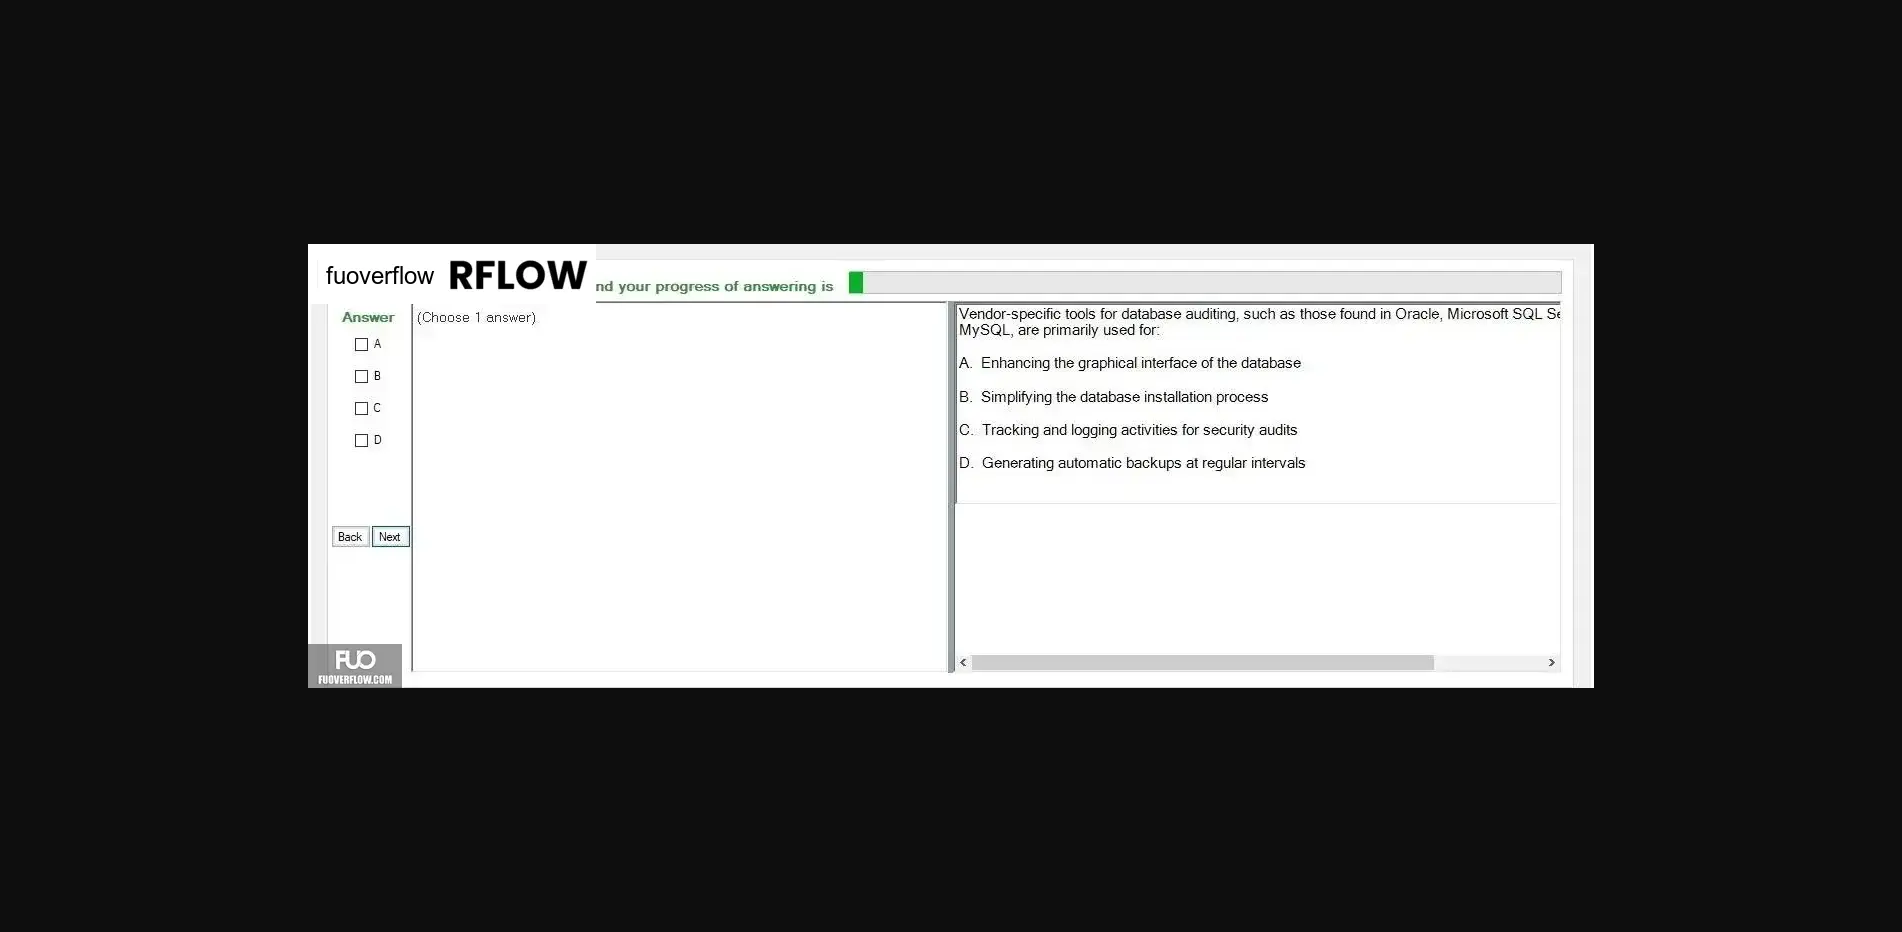 fuoverflow RFLOW
nd your progress of answering is
Answer
(Choose 1 answer)
A
B
C
D
Back Next
Vendor-specific tools for database auditing, such as those found in Oracle, Microsoft SQL Se
MySQL, are primarily used for:
A. Enhancing the graphical interface of the database
B. Simplifying the database installation process
C. Tracking and logging activities for security audits
D. Generating automatic backups at regular intervals
FUO
FUOVERFLOW.COM